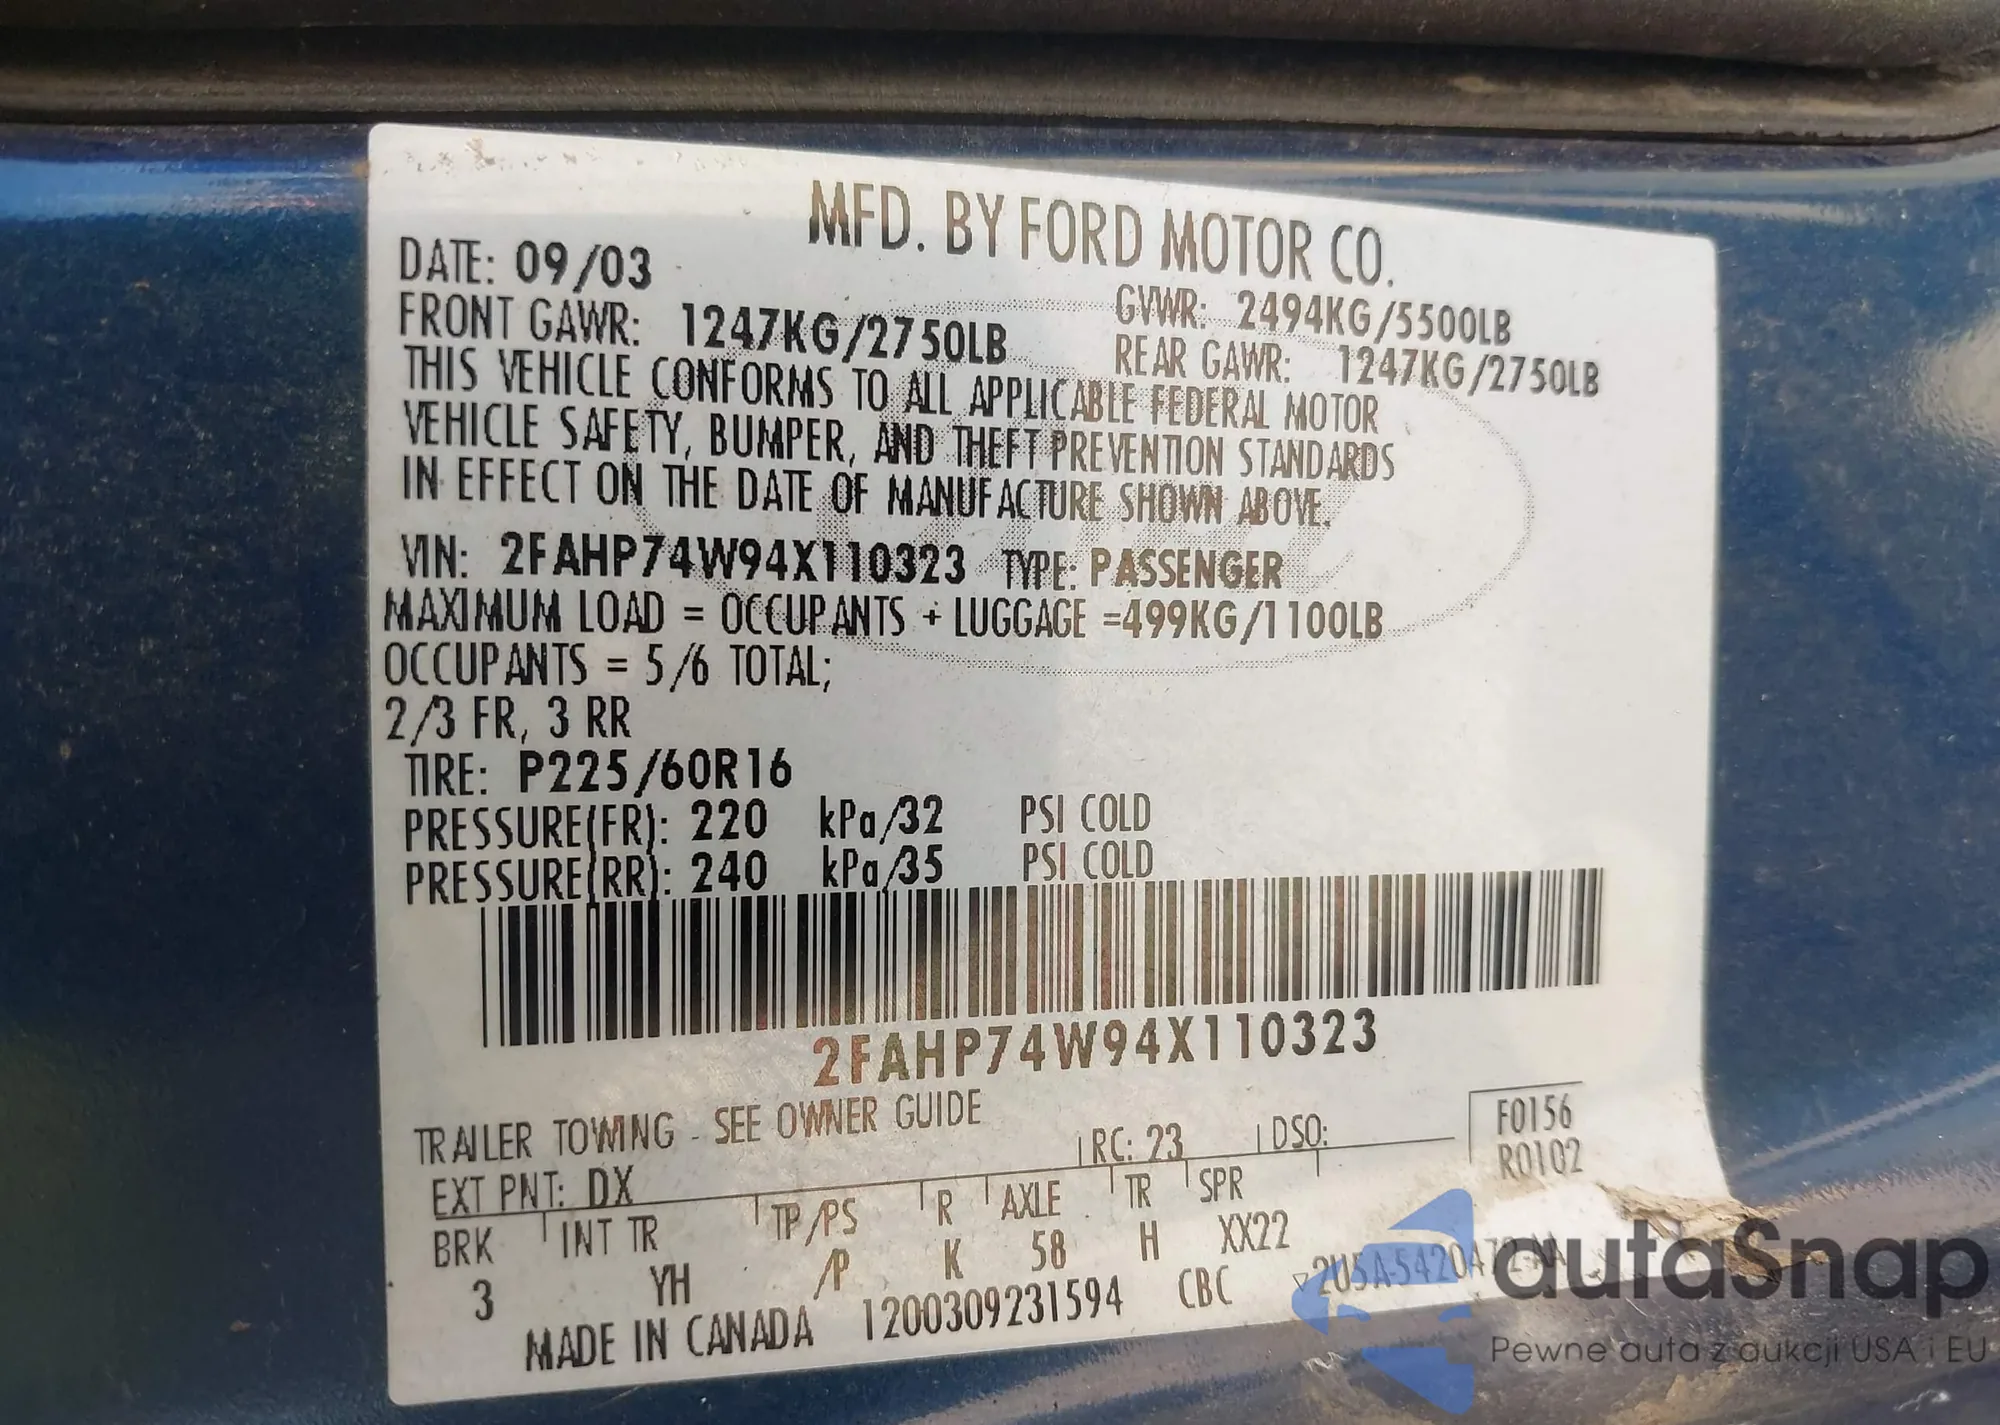 MFD. BY FORD MOTOR CO.
DATE: 09/03
GVWR: 2494KG/5500LB
FRONT GAWR: 1247KG/2750LB
REAR GAWR: 1247KG/2750LB
THIS VEHICLE CONFORMS TO ALL APPLICABLE FEDERAL MOTOR
VEHICLE SAFETY, BUMPER, AND THEFT PREVENTION STANDARDS
IN EFFECT ON THE DATE OF MANUFACTURE SHOWN ABOVE.
VIN: 2FAHP74W94X110323 TYPE: PASSENGER
MAXIMUM LOAD = OCCUPANTS + LUGGAGE =499KG/1100LB
OCCUPANTS = 5/6 TOTAL;
2/3 FR, 3 RR
TIRE: P225/60R16
PRESSURE(FR): 220 kPa/32 PSI COLD
PRESSURE(RR): 240 kPa/35 PSI COLD
2FAHP74W94X110323
TRAILER TOWING - SEE OWNER GUIDE
EXT PNT: DX RC: 23 DSO:
F0156
R0102
BRK INT TR TP/PS R AXLE TR SPR
3 YH /P K 58 H XX22
MADE IN CANADA 1200309231594 CBC 2U5A-5420A72-AA
autaSnap
Pewne auta z aukcji USA i EU